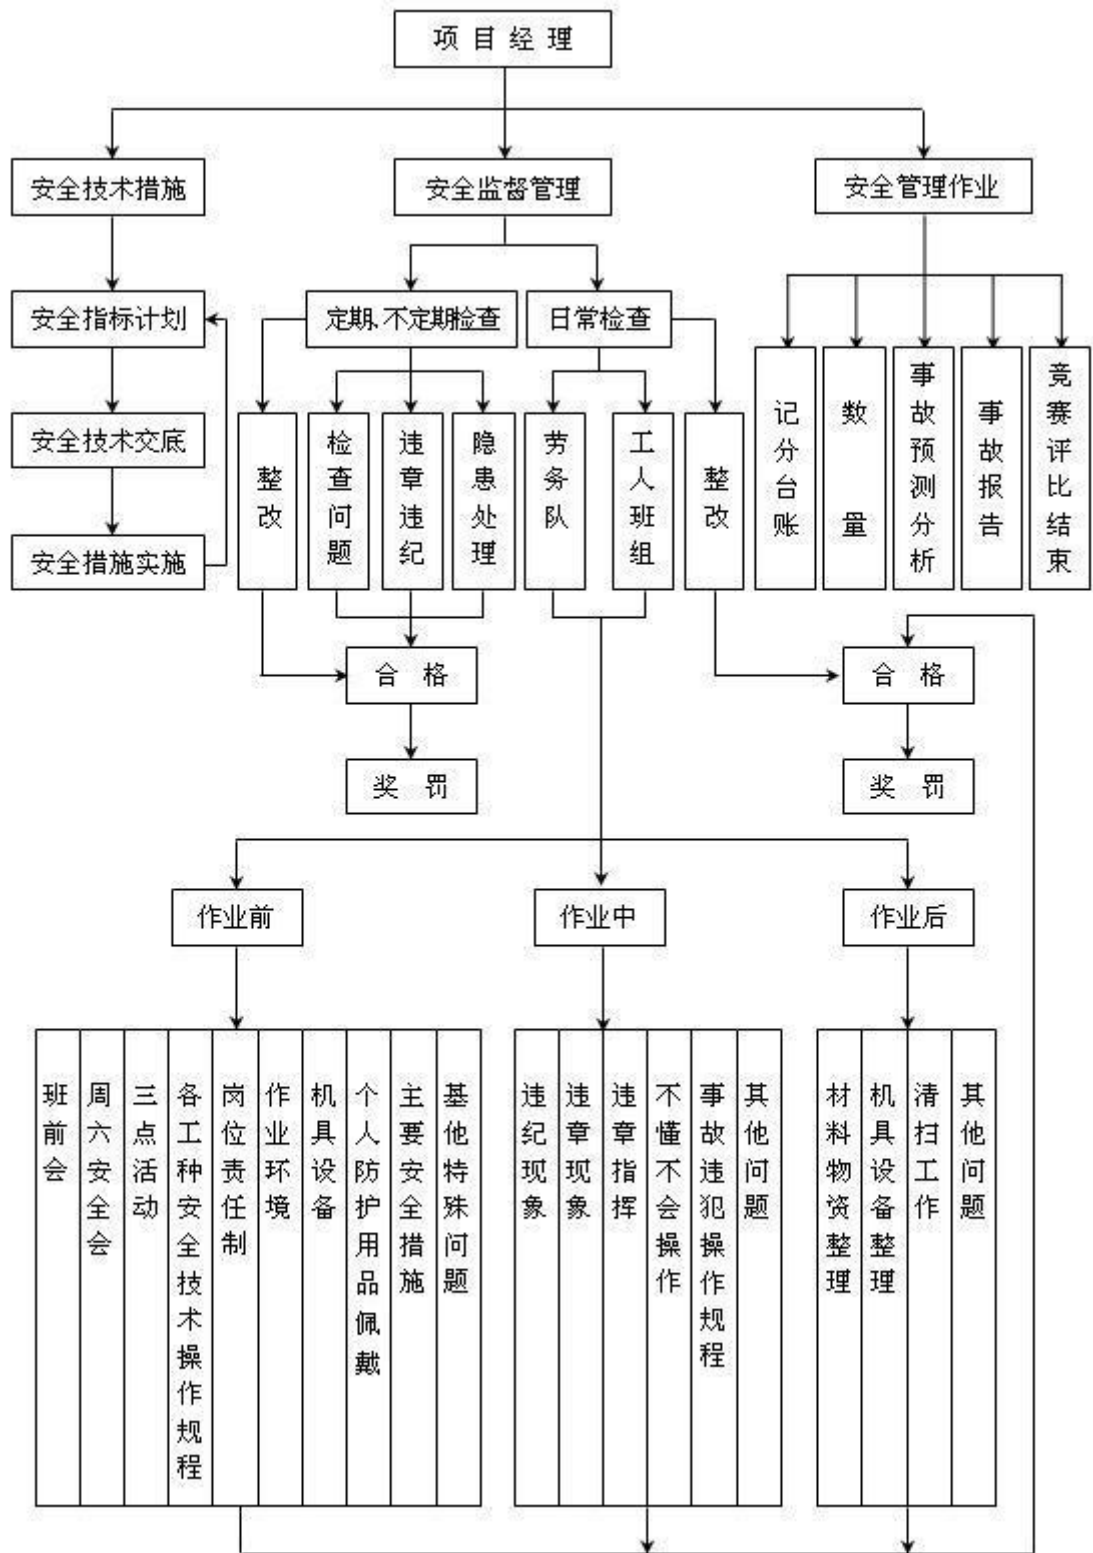 项目经理
安全技术措施
安全监督管理
安全管理作业
安全指标计划
定期、不定期检查
日常检查
安全技术交底
安全措施实施
整改
检查问题
违章违纪
隐患处理
劳务队
工人班组
整改
记分台账
数量
事故预测分析
事故报告
竞赛评比结束
合格
合格
奖罚
奖罚
作业前
作业中
作业后
班前会
周六安全会
三点活动
各工种安全技术操作规程
岗位责任制
作业环境
机具设备
个人防护用品佩戴
主要安全措施
基他特殊问题
违纪现象
违章现象
违章指挥
不懂不会操作
事故违犯操作规程
其他问题
材料物资整理
机具设备整理
清扫工作
其他问题